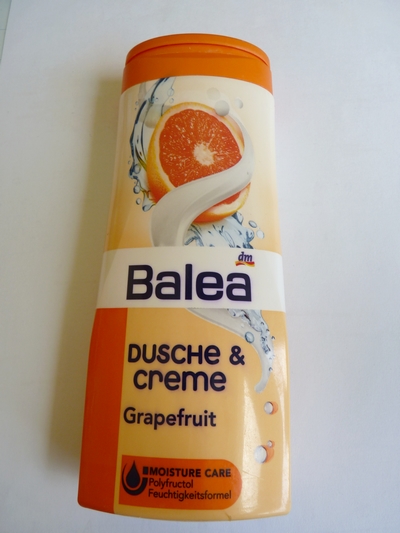 dm
Balea
DUSCHE &
creme
Grapefruit
MOISTURE CARE
Polyfructol
Feuchtigkeitsformel